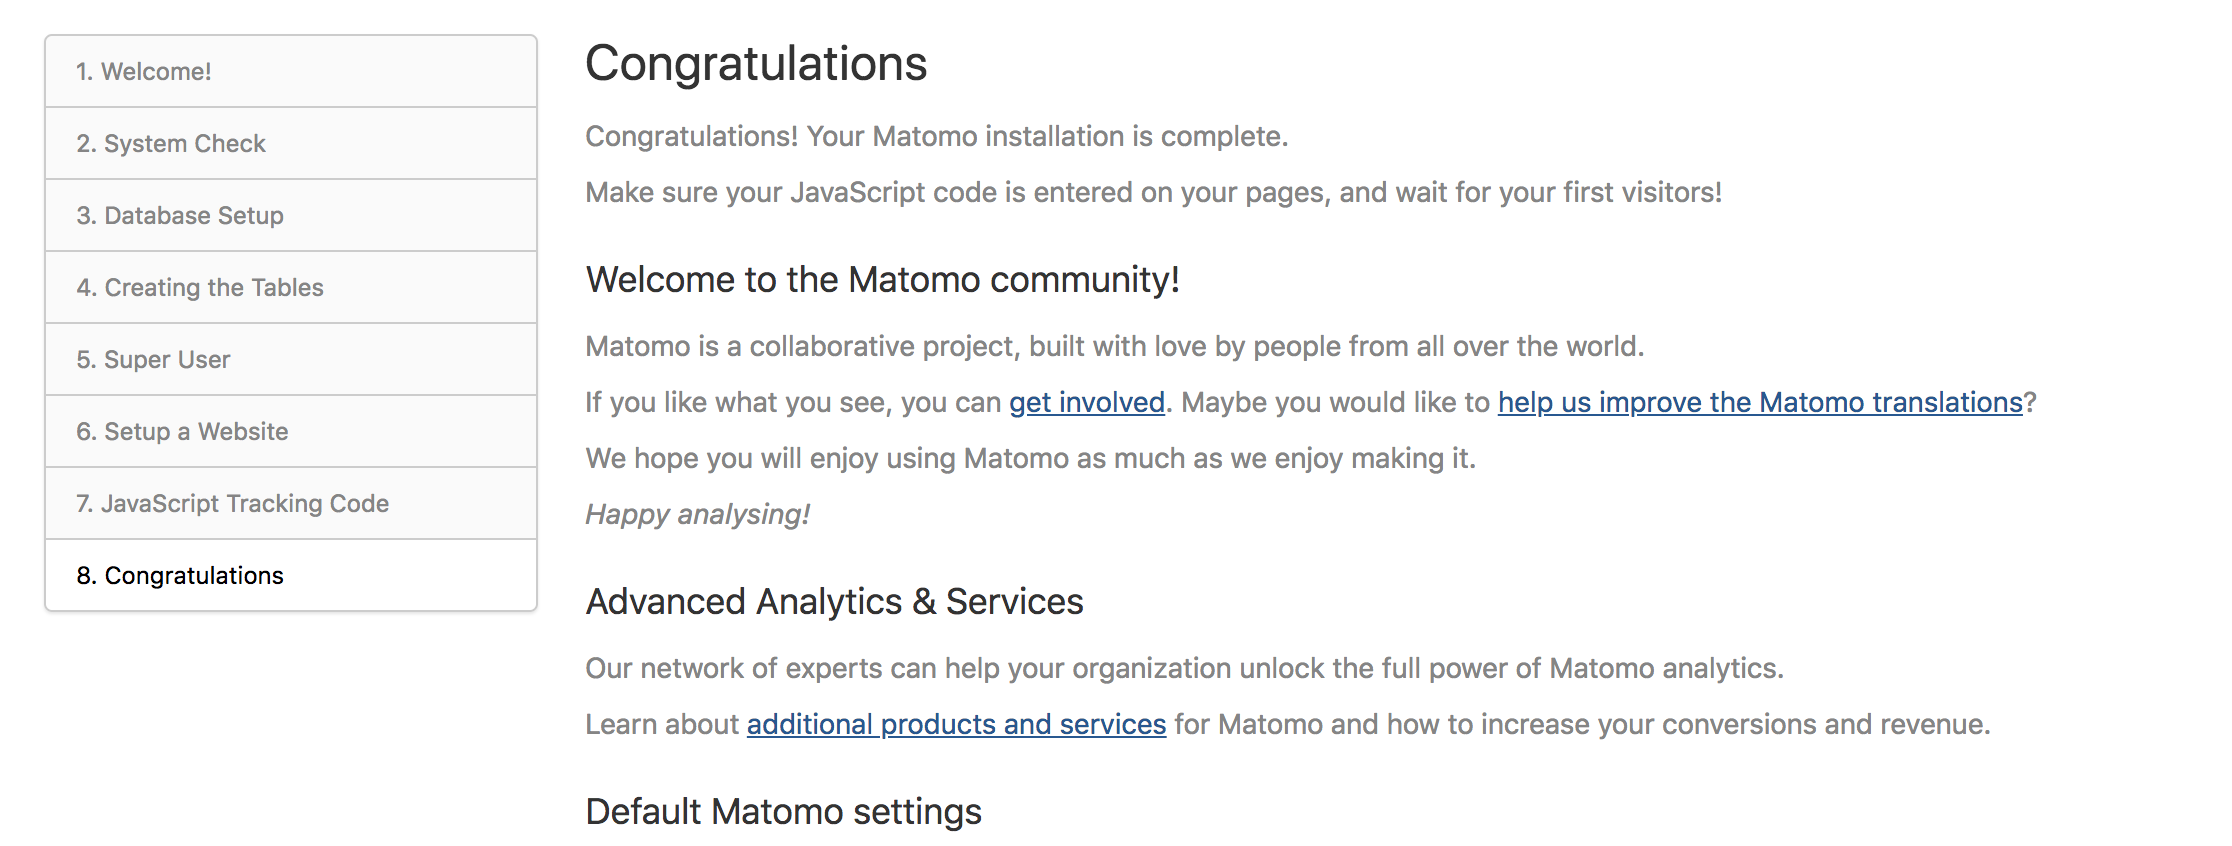 1. Welcome!
2. System Check
3. Database Setup
4. Creating the Tables
5. Super User
6. Setup a Website
7. JavaScript Tracking Code
8. Congratulations
Congratulations
Congratulations! Your Matomo installation is complete.
Make sure your JavaScript code is entered on your pages, and wait for your first visitors!
Welcome to the Matomo community!
Matomo is a collaborative project, built with love by people from all over the world.
If you like what you see, you can get involved. Maybe you would like to help us improve the Matomo translations?
We hope you will enjoy using Matomo as much as we enjoy making it.
Happy analysing!
Advanced Analytics & Services
Our network of experts can help your organization unlock the full power of Matomo analytics.
Learn about additional products and services for Matomo and how to increase your conversions and revenue.
Default Matomo settings